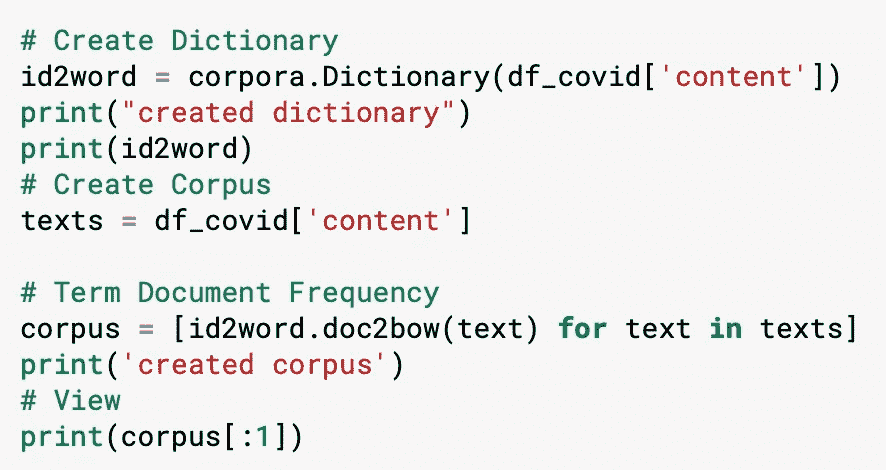 # Create Dictionary
id2word = corpora.Dictionary(df_covid['content'])
print("created dictionary")
print(id2word)
# Create Corpus
texts = df_covid['content']
# Term Document Frequency
corpus = [id2word.doc2bow(text) for text in texts]
print('created corpus')
# View
print(corpus[:1])